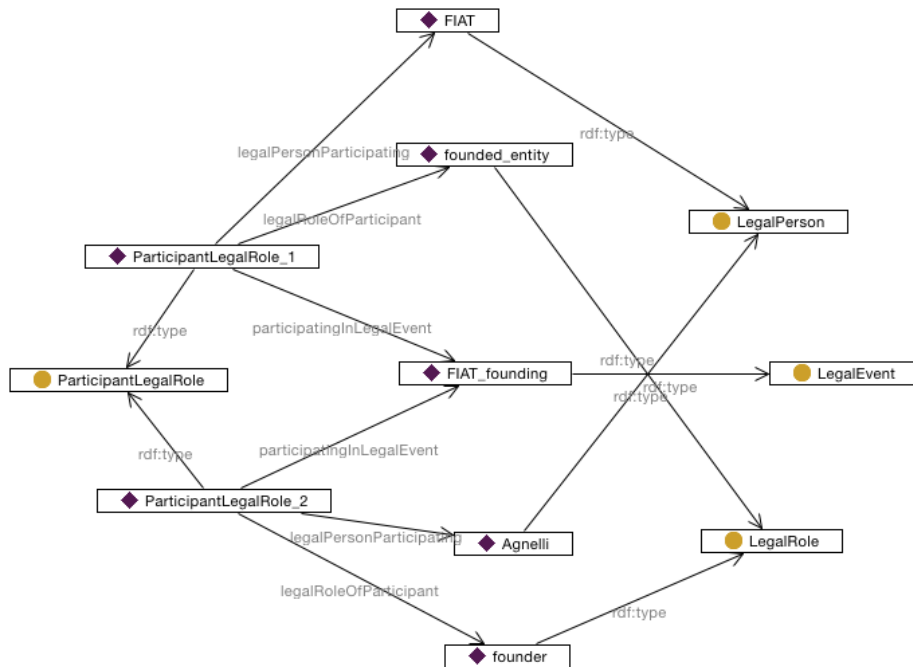 FIAT
rdf:type
legalPersonParticipating
founded_entity
legalRoleOfParticipant
LegalPerson
ParticipantLegalRole_1
rdf:type
participatingInLegalEvent
rdf:type
ParticipantLegalRole
FIAT_founding
LegalEvent
rdf:type
rdf:type
participatingInLegalEvent
rdf:type
ParticipantLegalRole_2
legalPersonParticipating
Agnelli
LegalRole
legalRoleOfParticipant
rdf:type
founder